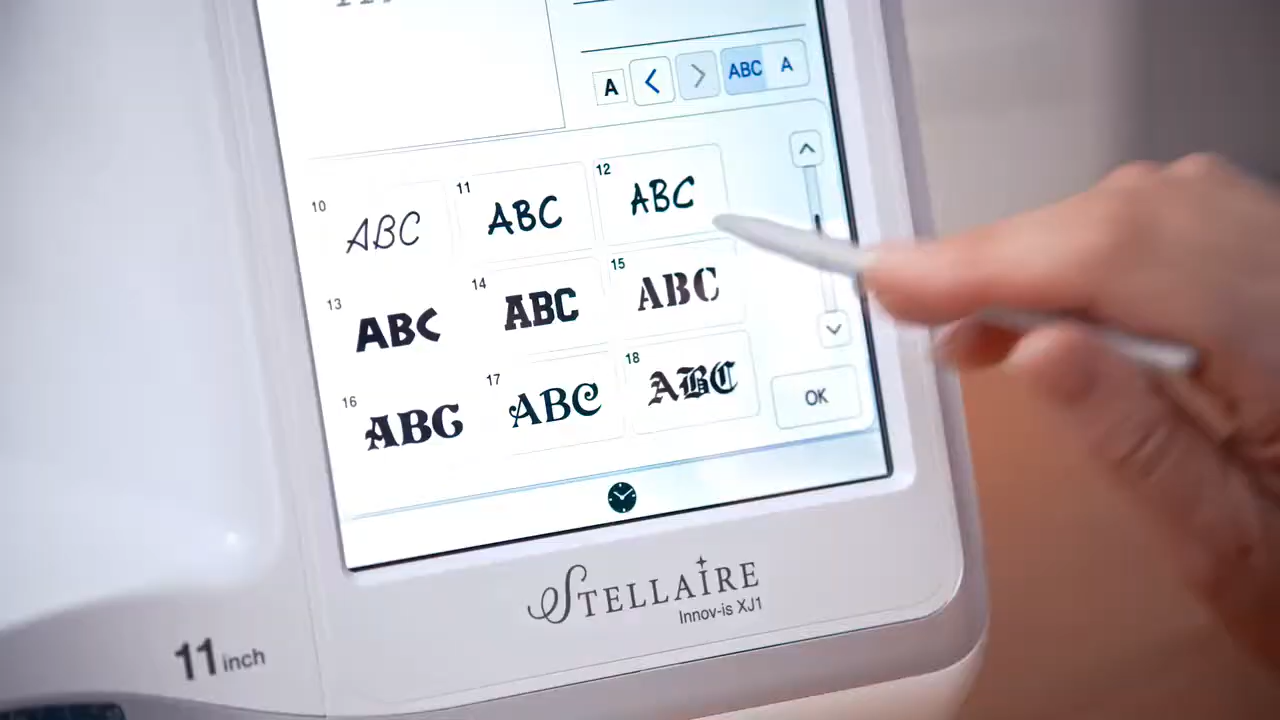 A < > ABC A
10 ABC
11 ABC
12 ABC
13 ABC
14 ABC
15 ABC
16 ABC
17 ABC
18 ABC
OK
STELLAIRE
Innov-is XJ1
11 inch